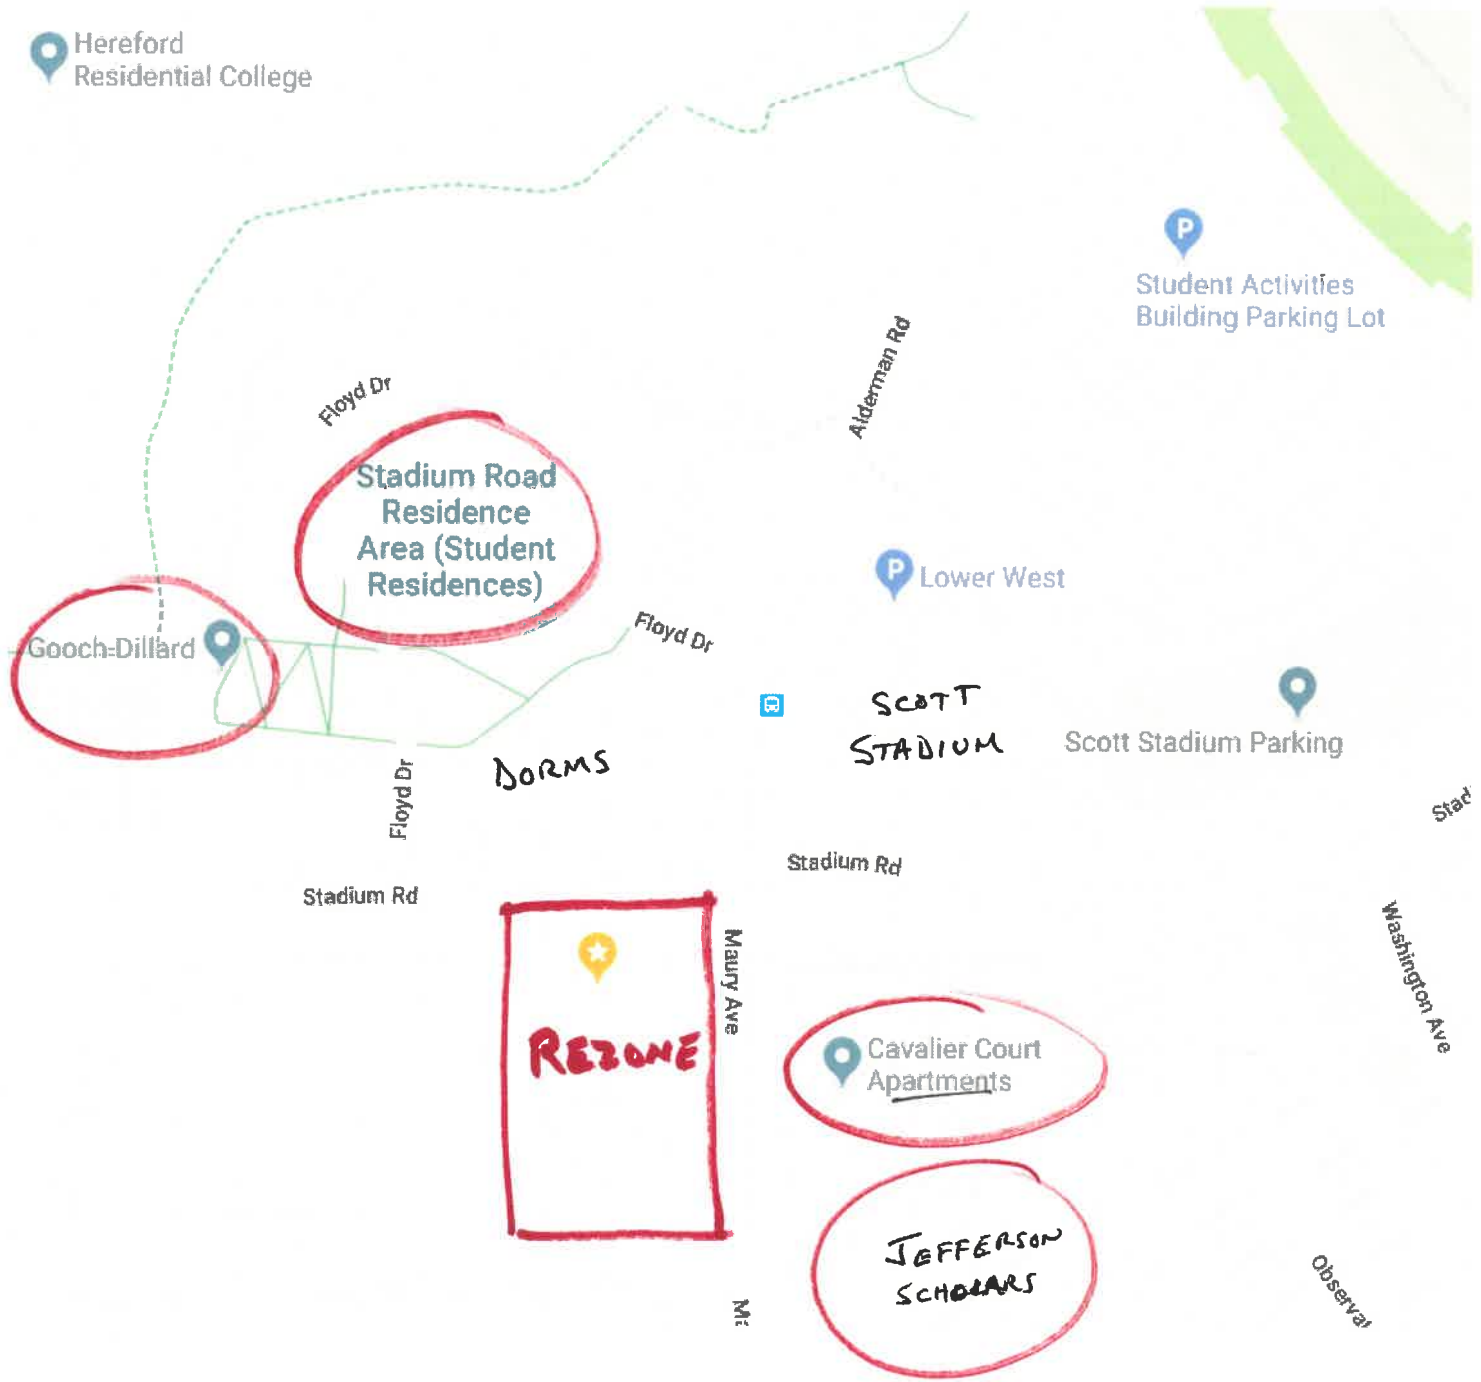 Hereford
Residential College
P
Student Activities
Building Parking Lot
Alderman Rd
Floyd Dr
Stadium Road
Residence
Area (Student
Residences)
P
Lower West
Gooch-Dillard
Floyd Dr
SCOTT
STADIUM
Scott Stadium Parking
DORMS
Floyd Dr
Stad
Stadium Rd
Stadium Rd
Maury Ave
Washington Ave
REZONE
Cavalier Court
Apartments
JEFFERSON
SCHOLARS
Ma
Observat